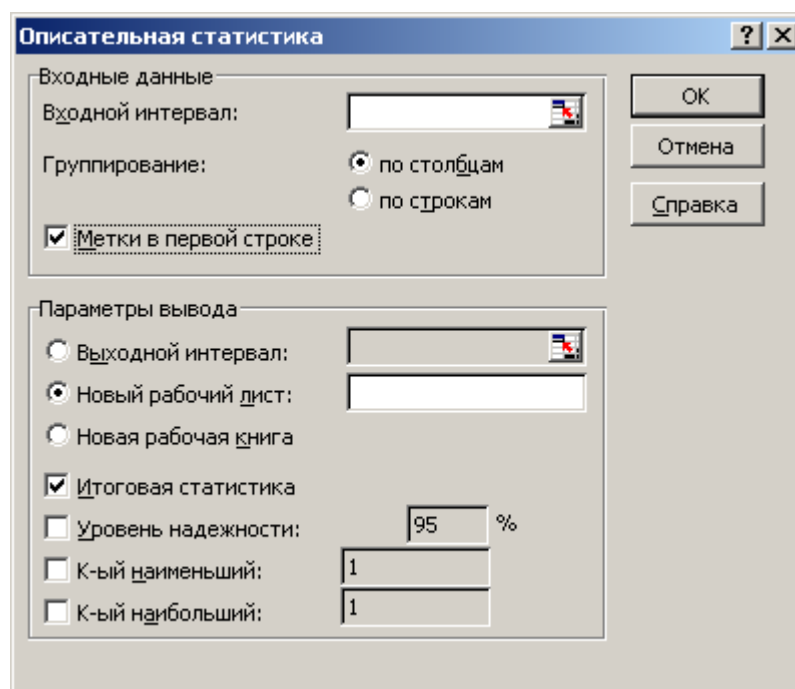 Описательная статистика
Входные данные
Входной интервал:
Группирование:
по столбцам
по строкам
Метки в первой строке
OK
Отмена
Справка
Параметры вывода
Выходной интервал:
Новый рабочий лист:
Новая рабочая книга
Итоговая статистика
Уровень надежности: 95 %
К-ый наименьший: 1
К-ый наибольший: 1